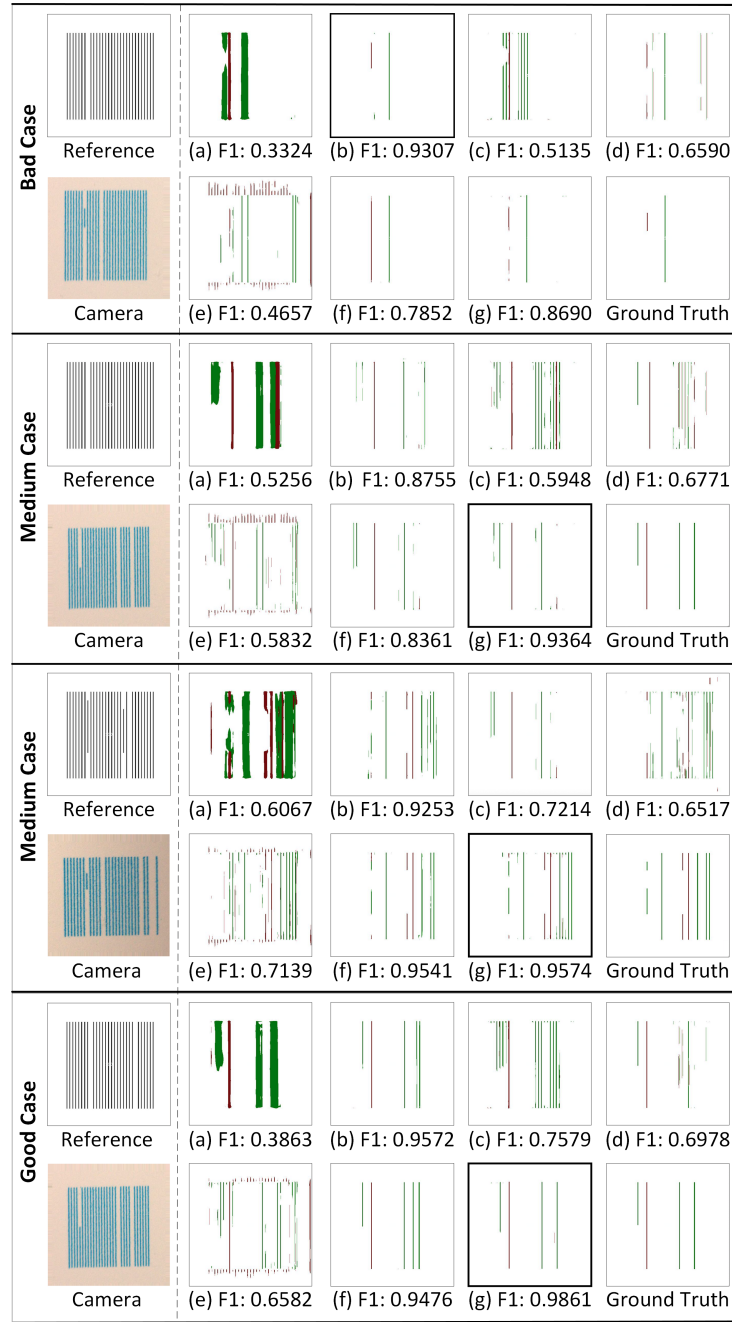 Bad Case
Reference
(a) F1: 0.3324
(b) F1: 0.9307
(c) F1: 0.5135
(d) F1: 0.6590
Camera
(e) F1: 0.4657
(f) F1: 0.7852
(g) F1: 0.8690
Ground Truth
Medium Case
Reference
(a) F1: 0.5256
(b) F1: 0.8755
(c) F1: 0.5948
(d) F1: 0.6771
Camera
(e) F1: 0.5832
(f) F1: 0.8361
(g) F1: 0.9364
Ground Truth
Medium Case
Reference
(a) F1: 0.6067
(b) F1: 0.9253
(c) F1: 0.7214
(d) F1: 0.6517
Camera
(e) F1: 0.7139
(f) F1: 0.9541
(g) F1: 0.9574
Ground Truth
Good Case
Reference
(a) F1: 0.3863
(b) F1: 0.9572
(c) F1: 0.7579
(d) F1: 0.6978
Camera
(e) F1: 0.6582
(f) F1: 0.9476
(g) F1: 0.9861
Ground Truth